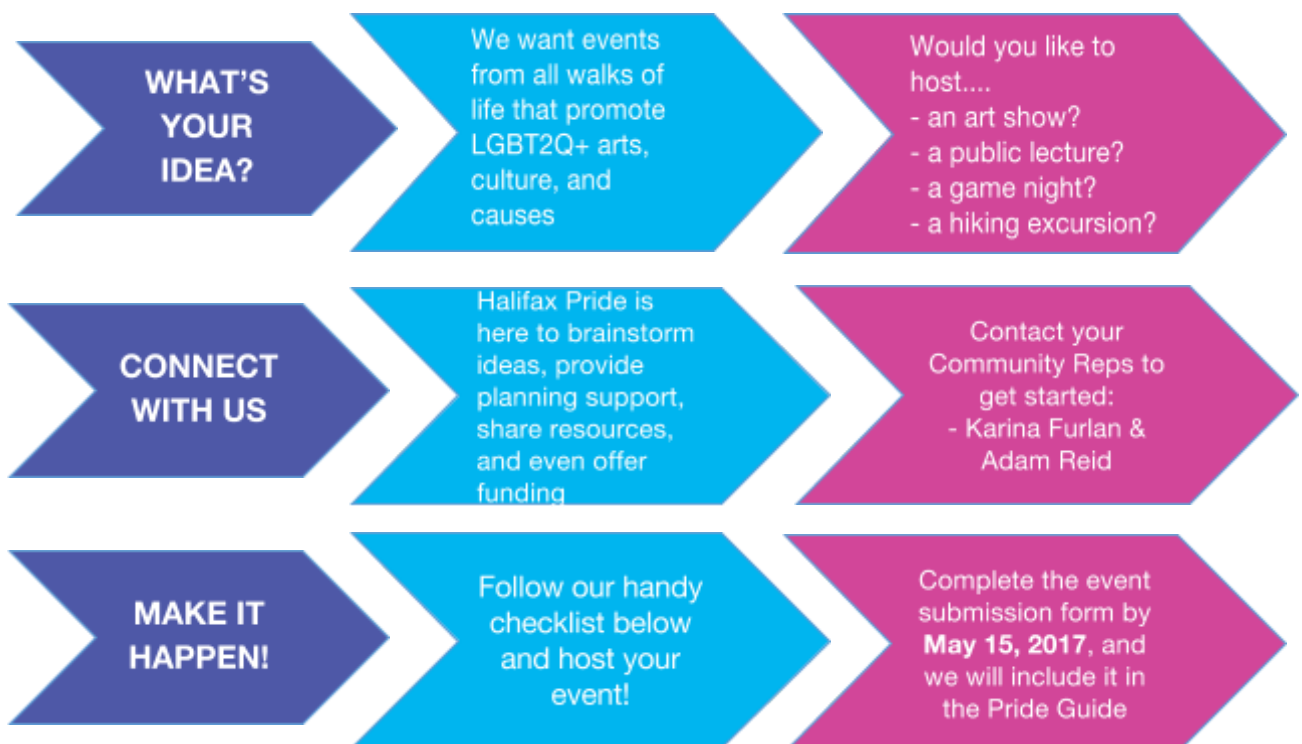 WHAT'S
YOUR
IDEA?
We want events
from all walks of
life that promote
LGBT2Q+ arts,
culture, and
causes
Would you like to
host....
- an art show?
- a public lecture?
- a game night?
- a hiking excursion?
CONNECT
WITH US
Halifax Pride is
here to brainstorm
ideas, provide
planning support,
share resources,
and even offer
funding
Contact your
Community Reps to
get started:
- Karina Furlan &
Adam Reid
MAKE IT
HAPPEN!
Follow our handy
checklist below
and host your
event!
Complete the event
submission form by
May 15, 2017, and
we will include it in
the Pride Guide